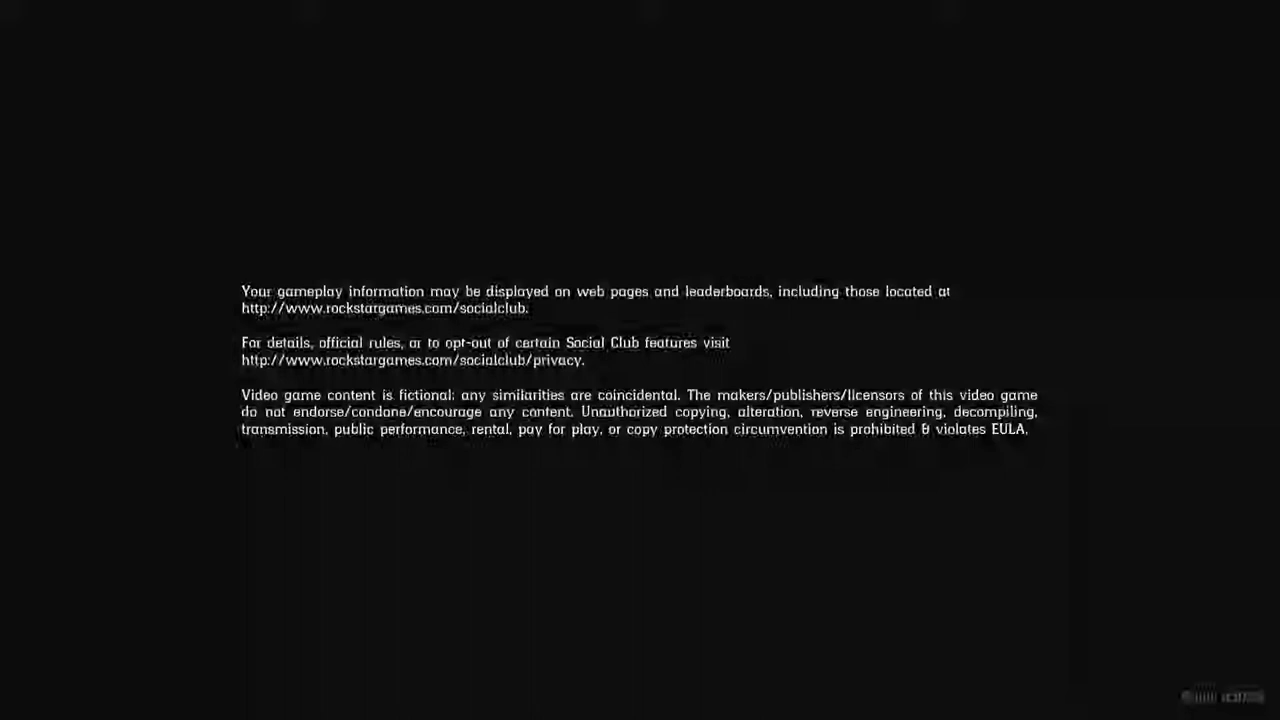 Your gameplay information may be displayed on web pages and leaderboards, including those located at
http://www.rockstargames.com/socialclub.
For details, official rules, or to opt-out of certain Social Club features visit
http://www.rockstargames.com/socialclub/privacy.
Video game content is fictional; any similarities are coincidental. The makers/publishers/licensors of this video game
do not endorse/condone/encourage any content. Unauthorized copying, alteration, reverse engineering, decompiling,
transmission, public performance, rental, pay for play, or copy protection circumvention is prohibited & violates EULA.